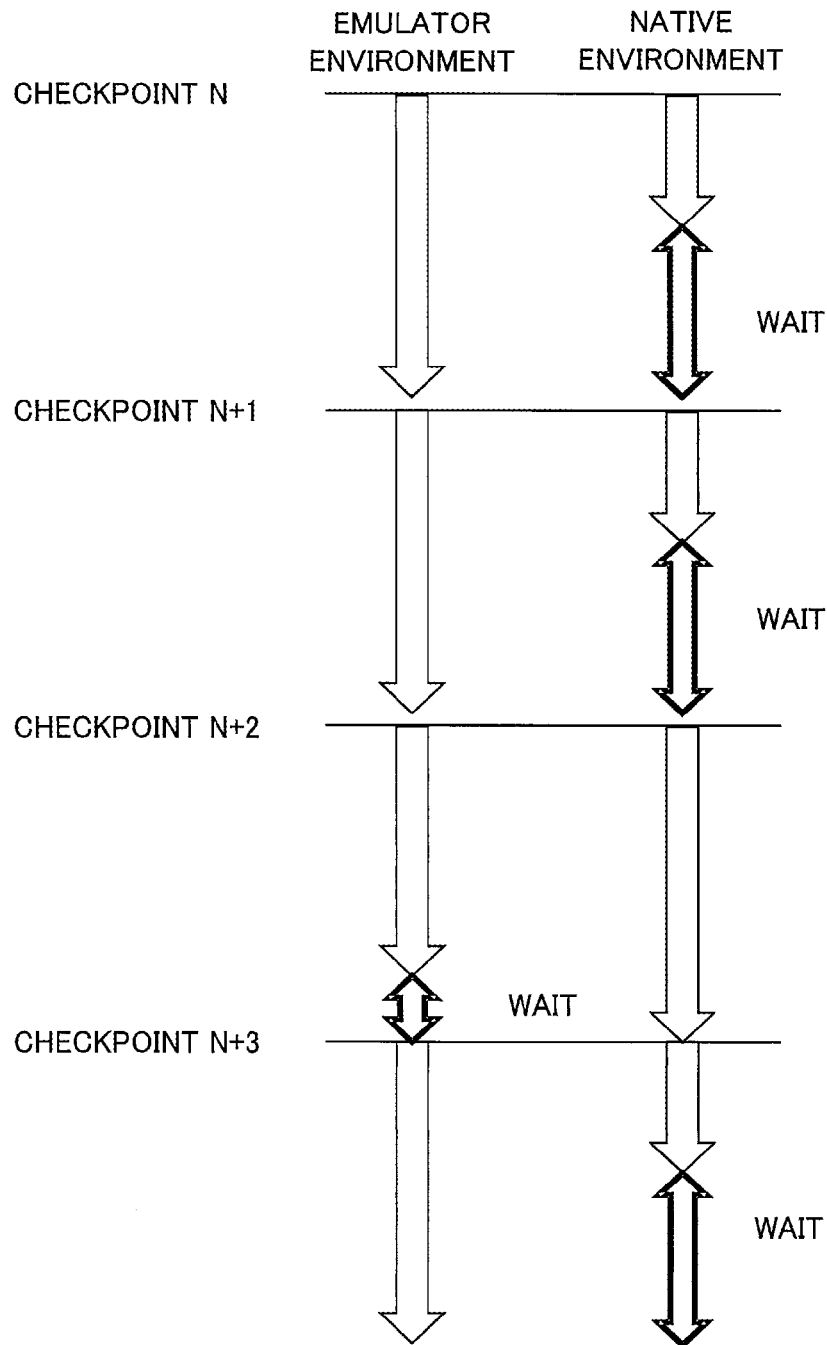 EMULATOR
ENVIRONMENT
NATIVE
ENVIRONMENT
CHECKPOINT N
WAIT
CHECKPOINT N+1
WAIT
CHECKPOINT N+2
WAIT
CHECKPOINT N+3
WAIT